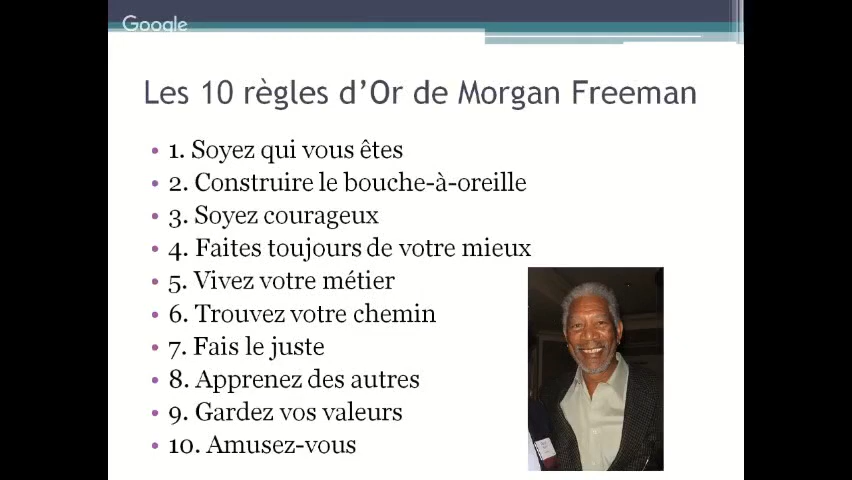 Google
Les 10 règles d’Or de Morgan Freeman
• 1. Soyez qui vous êtes
• 2. Construire le bouche-à-oreille
• 3. Soyez courageux
• 4. Faites toujours de votre mieux
• 5. Vivez votre métier
• 6. Trouvez votre chemin
• 7. Fais le juste
• 8. Apprenez des autres
• 9. Gardez vos valeurs
• 10. Amusez-vous